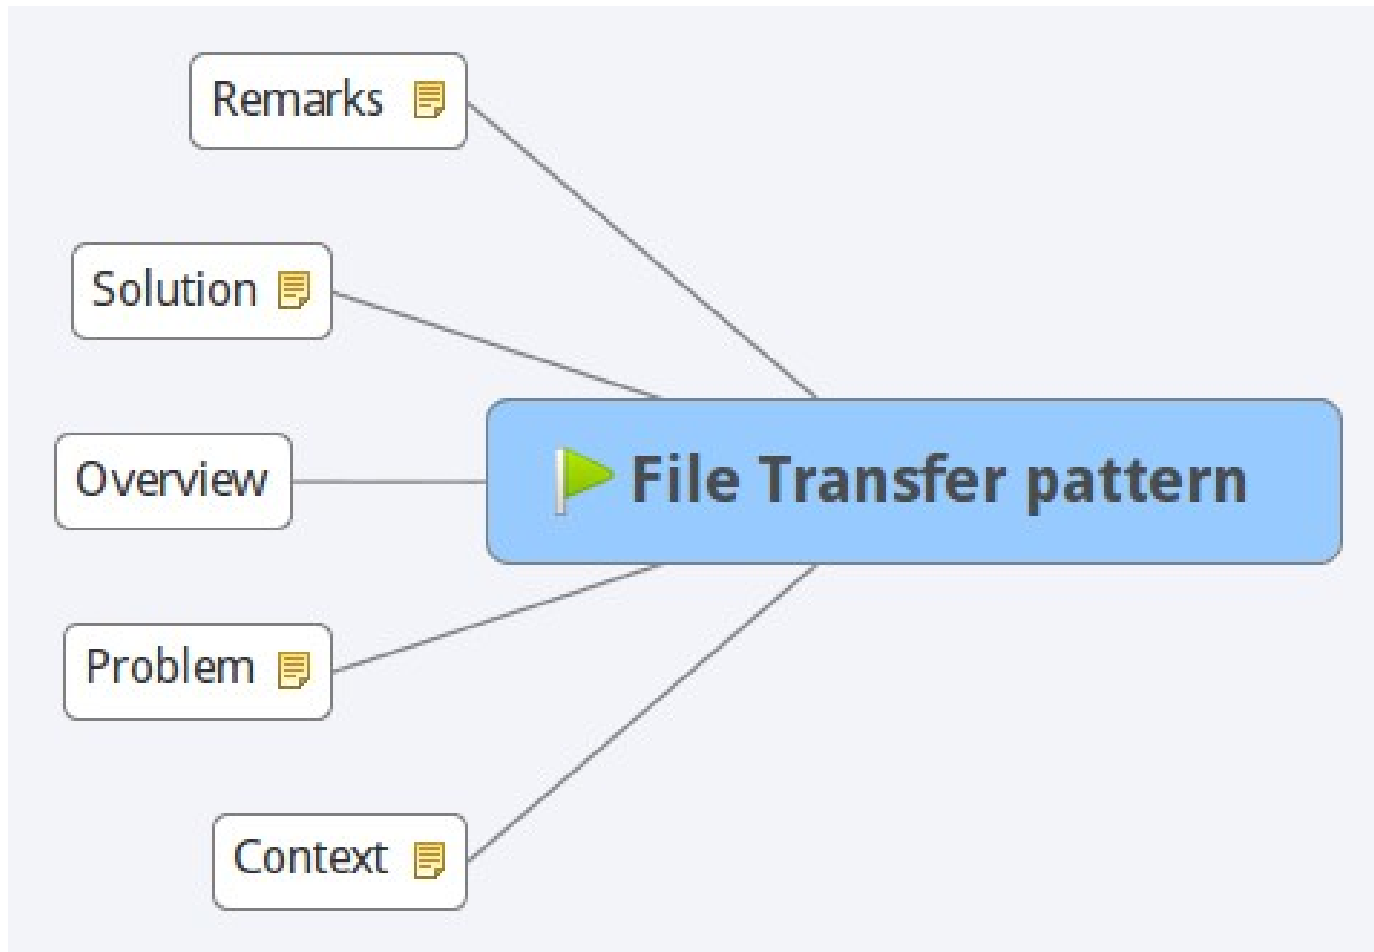 Remarks
Solution
Overview
File Transfer pattern
Problem
Context